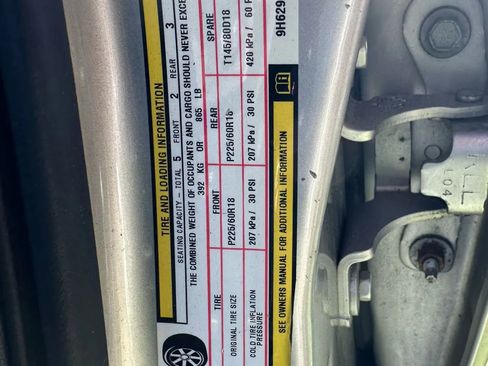 TIRE AND LOADING INFORMATION
SEATING CAPACITY – TOTAL 5 FRONT 2 REAR 3
THE COMBINED WEIGHT OF OCCUPANTS AND CARGO SHOULD NEVER EXCE
392 KG OR 865 LB
TIRE FRONT REAR SPARE
ORIGINAL TIRE SIZE P225/60R18 P225/60R18 T145/80D18
COLD TIRE INFLATION PRESSURE 207 kPa/ 30 PSI 207 kPa/ 30 PSI 420 kPa / 60 P
SEE OWNERS MANUAL FOR ADDITIONAL INFORMATION
9H629